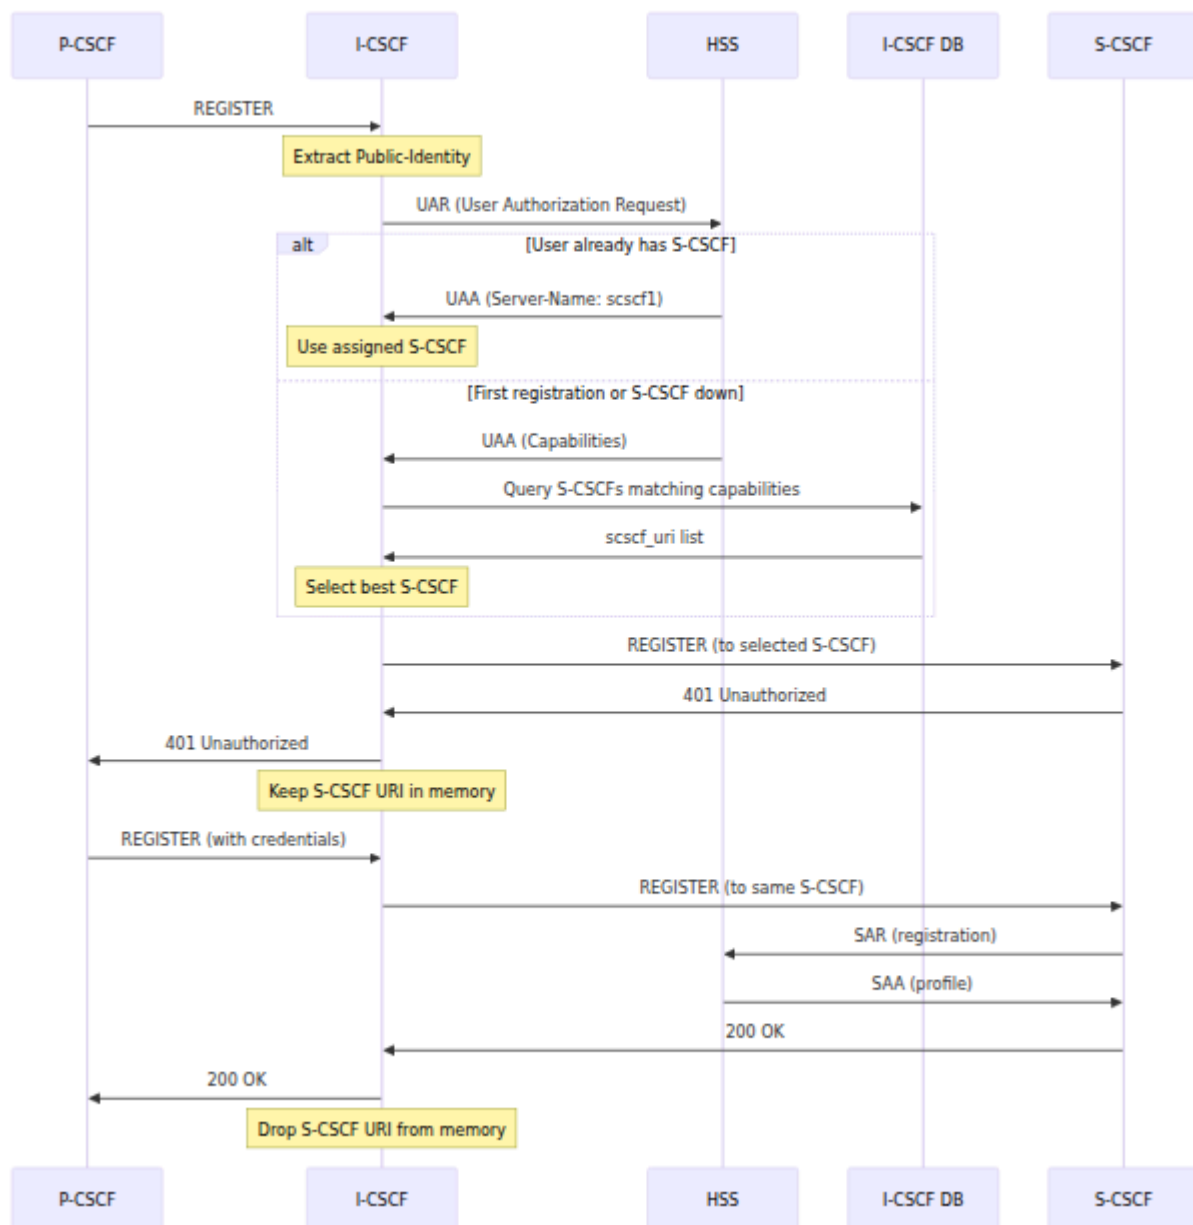 P-CSCF
I-CSCF
HSS
I-CSCF DB
S-CSCF
REGISTER
Extract Public-Identity
UAR (User Authorization Request)
alt
[User already has S-CSCF]
UAA (Server-Name: scscf1)
Use assigned S-CSCF
[First registration or S-CSCF down]
UAA (Capabilities)
Query S-CSCFs matching capabilities
scscf_uri list
Select best S-CSCF
REGISTER (to selected S-CSCF)
401 Unauthorized
401 Unauthorized
Keep S-CSCF URI in memory
REGISTER (with credentials)
REGISTER (to same S-CSCF)
SAR (registration)
SAA (profile)
200 OK
200 OK
Drop S-CSCF URI from memory
P-CSCF
I-CSCF
HSS
I-CSCF DB
S-CSCF